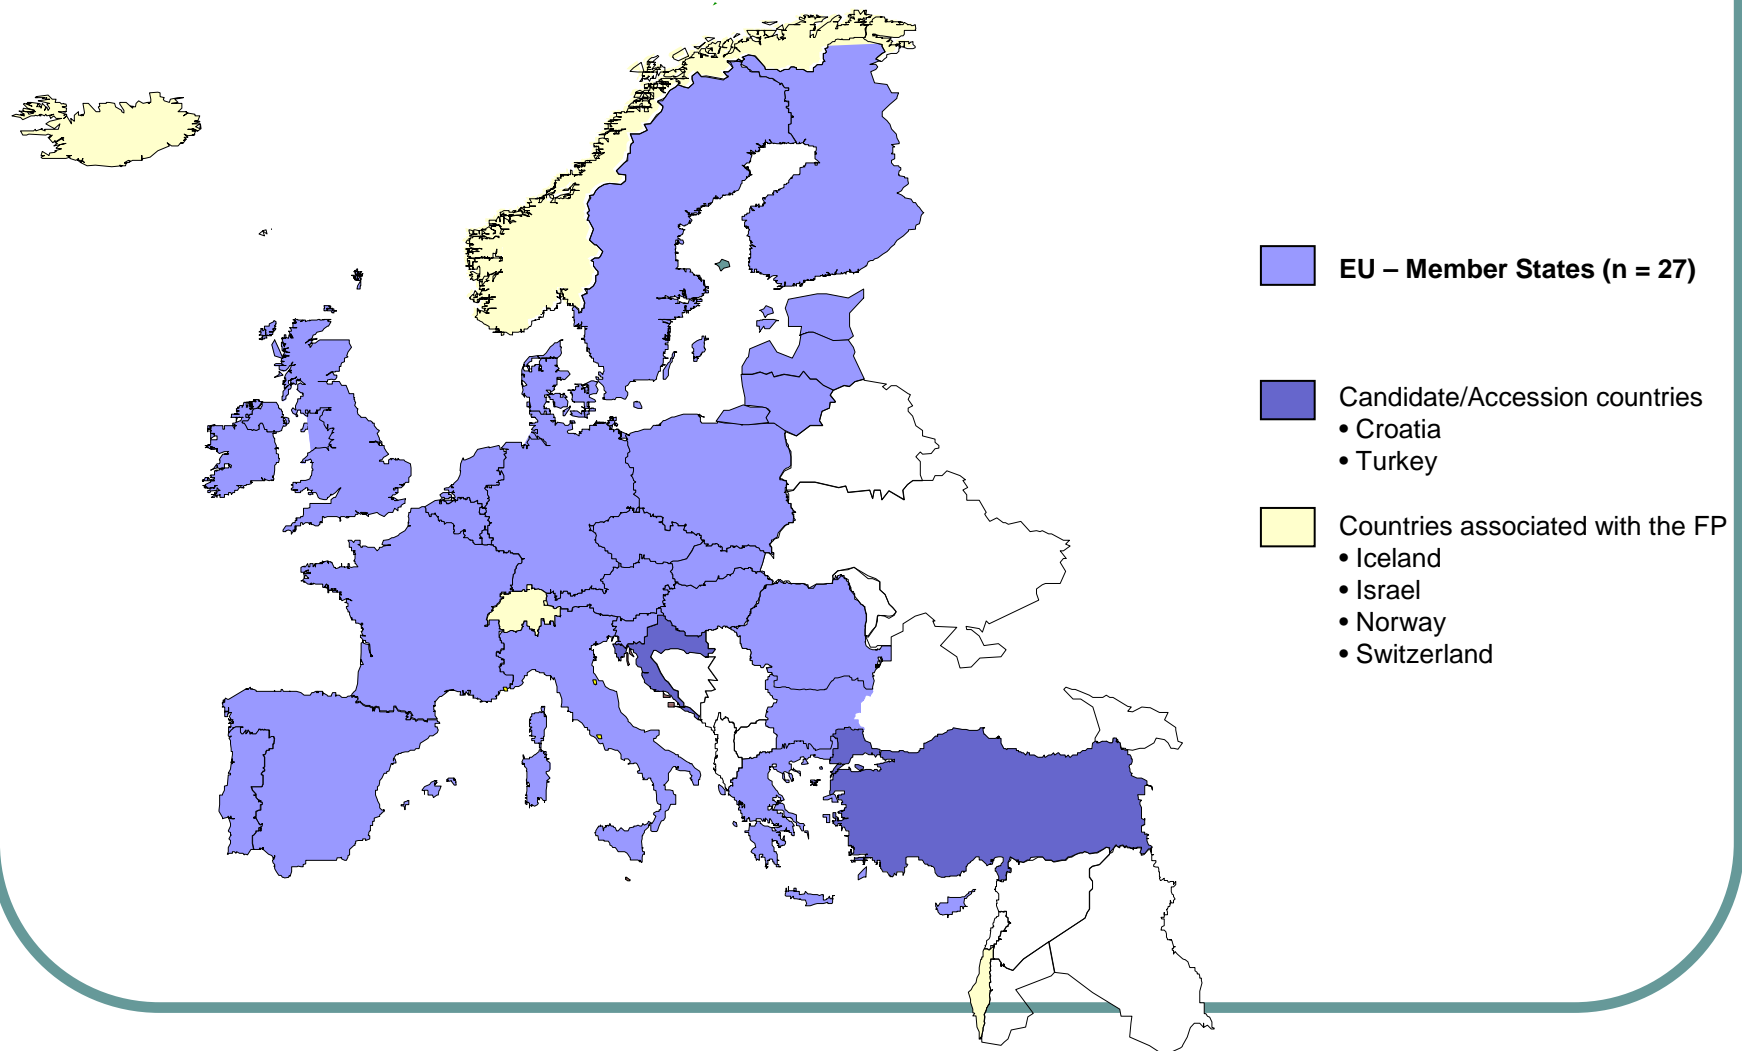 EU – Member States (n = 27)
Candidate/Accession countries
• Croatia
• Turkey
Countries associated with the FP
• Iceland
• Israel
• Norway
• Switzerland